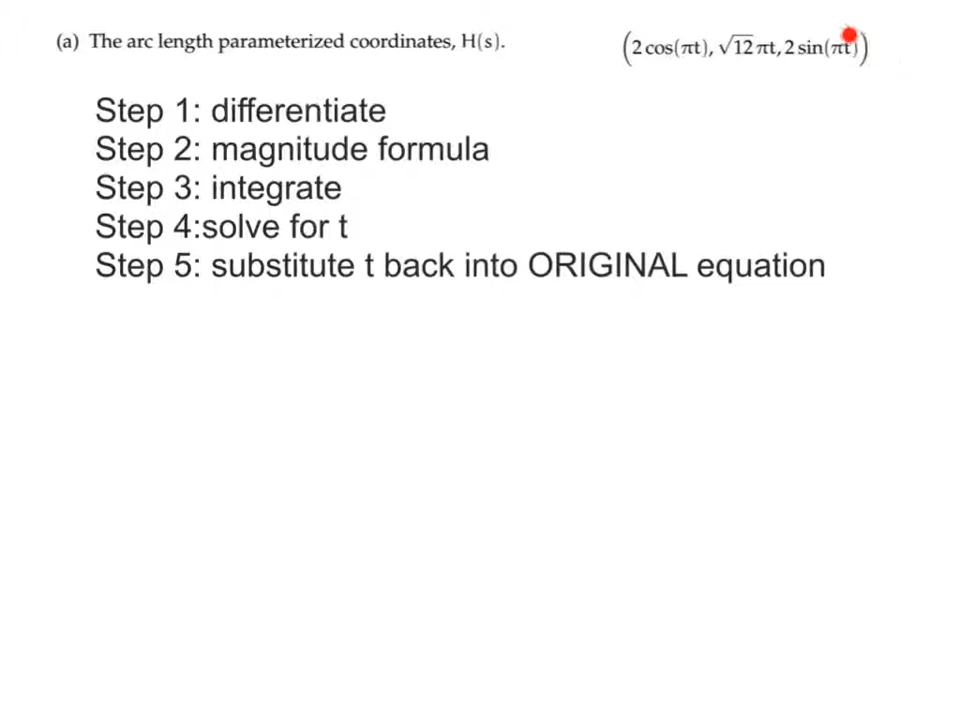 (a) The arc length parameterized coordinates, H(s). (2 cos(πt), √12 πt, 2 sin(πt))
Step 1: differentiate
Step 2: magnitude formula
Step 3: integrate
Step 4:solve for t
Step 5: substitute t back into ORIGINAL equation